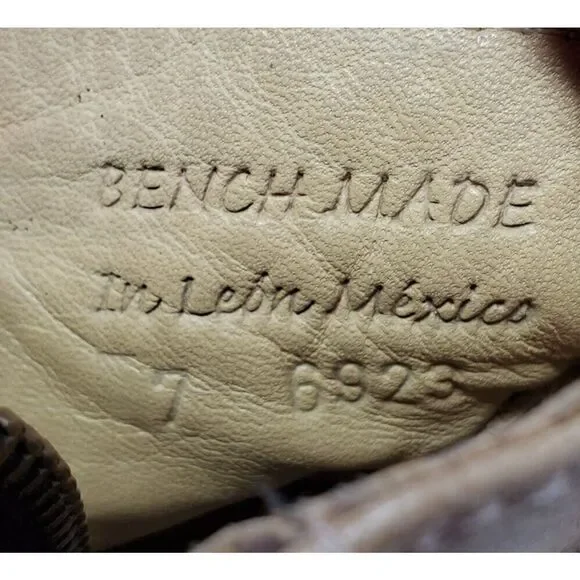 BENCH MADE
In León México
7 6923